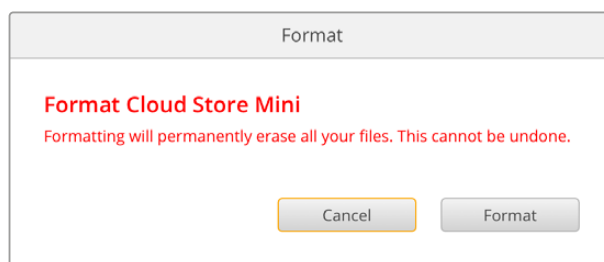 Format
Format Cloud Store Mini
Formatting will permanently erase all your files. This cannot be undone.
Cancel
Format